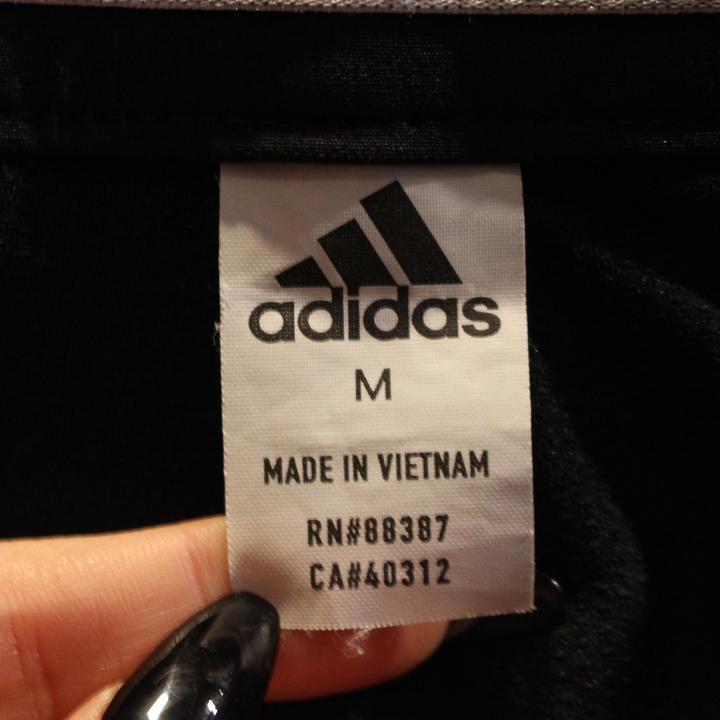 adidas
M
MADE IN VIETNAM
RN#88387
CA#40312